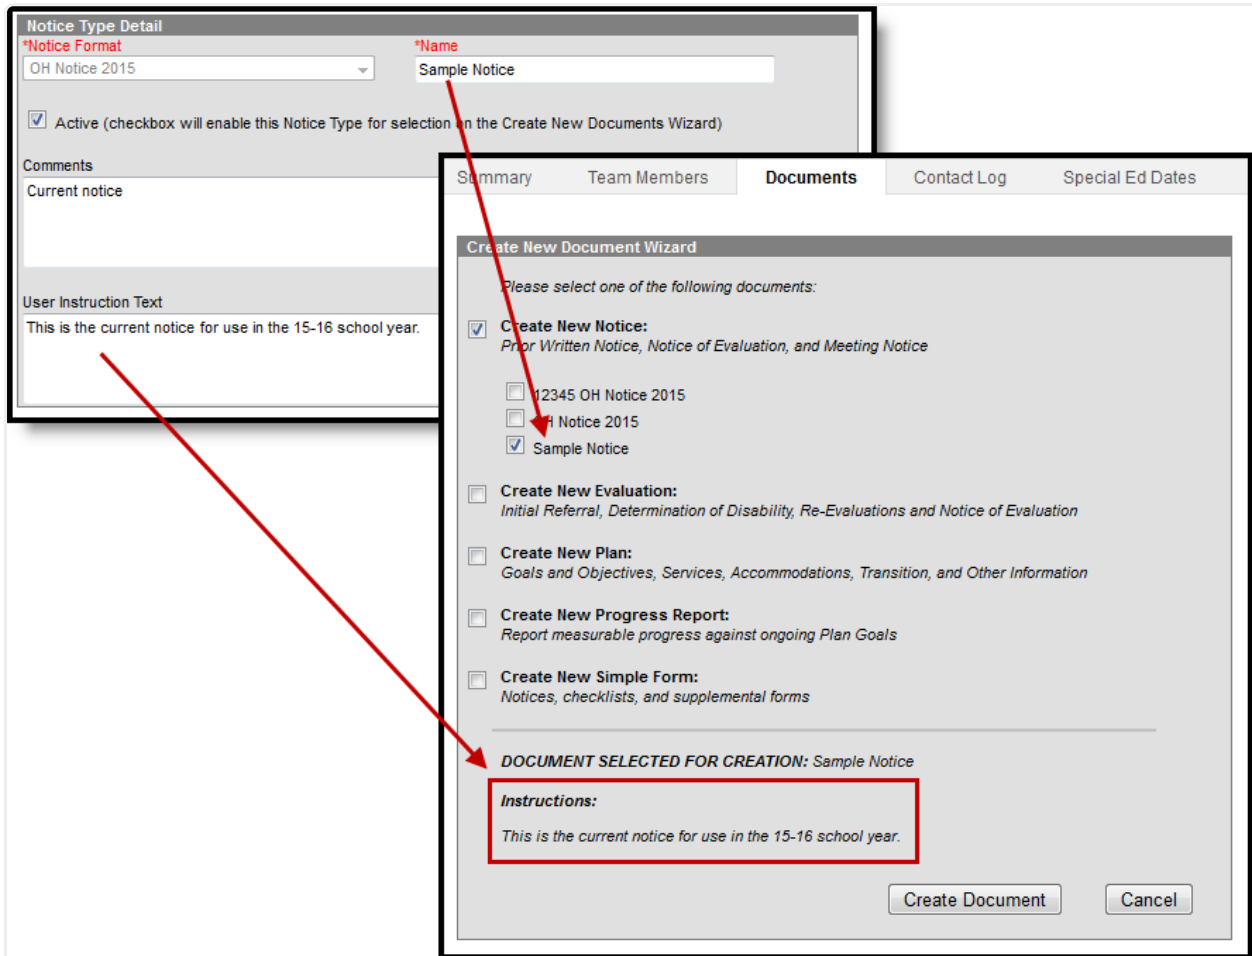 Notice Type Detail
*Notice Format
*Name
OH Notice 2015
Sample Notice
Active (checkbox will enable this Notice Type for selection on the Create New Documents Wizard)
Comments
Current notice
User Instruction Text
This is the current notice for use in the 15-16 school year.
Summary Team Members Documents Contact Log Special Ed Dates
Create New Document Wizard
Please select one of the following documents:
Create New Notice:
Prior Written Notice, Notice of Evaluation, and Meeting Notice
12345 OH Notice 2015
OH Notice 2015
Sample Notice
Create New Evaluation:
Initial Referral, Determination of Disability, Re-Evaluations and Notice of Evaluation
Create New Plan:
Goals and Objectives, Services, Accommodations, Transition, and Other Information
Create New Progress Report:
Report measurable progress against ongoing Plan Goals
Create New Simple Form:
Notices, checklists, and supplemental forms
DOCUMENT SELECTED FOR CREATION: Sample Notice
Instructions:
This is the current notice for use in the 15-16 school year.
Create Document Cancel